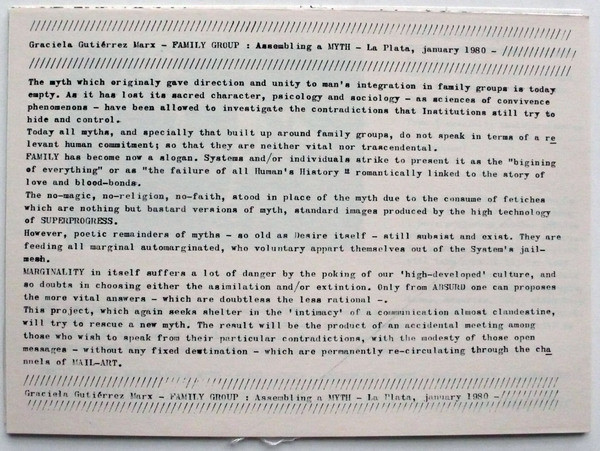 ////////////////////////////////////////////////////////////////////////////////
Graciela Gutiérrez Marx - FAMILY GROUP : Assembling a MYTH - La Plata, january 1980 - ////////////
////////////////////////////////////////////////////////////////////////////////
The myth which originaly gave direction and unity to man's integration in family groups is today
empty. As it has lost its sacred character, psicology and sociology - as sciences of convivence
phenomenons - have been allowed to investigate the contradictions that Institutions still try to
hide and control.
Today all myths, and specially that built up around family groups, do not speak in terms of a re
levant human commitment; so that they are neither vital nor trascendental.
FAMILY has become now a slogan. Systems and/or individuals strike to present it as the "bigining
of everything" or as "the failure of all Human's History " romantically linked to the story of
love and blood-bonds.
The no-magic, no-religion, no-faith, stood in place of the myth due to the consume of fetiches
which are nothing but bastard versions of myth, standard images produced by the high technology
of SUPERPROGRESS.
However, poetic remainders of myths - so old as Desire itself - still subsist and exist. They are
feeding all marginal automarginated, who voluntary appart themselves out of the System's jail-
mesh.
MARGINALITY in itself suffers a lot of danger by the poking of our 'high-developed' culture, and
so doubts in choosing either the asimilation and/or extintion. Only from ABSURD one can proposes
the more vital answers - which are doubtless the less rational -.
This project, which again seeks shelter in the 'intimacy' of a communication almost clandestine,
will try to rescue a new myth. The result will be the product of an accidental meeting among
those who wish to speak from their particular contradictions, with the modesty of those open
messages - without any fixed destination - which are permanently re-circulating through the cha
nnels of MAIL-ART.
////////////////////////////////////////////////////////////////////////////////
Graciela Gutiérrez Marx - FAMILY GROUP : Assembling a MYTH - La Plata, january 1980 -////////////
////////////////////////////////////////////////////////////////////////////////